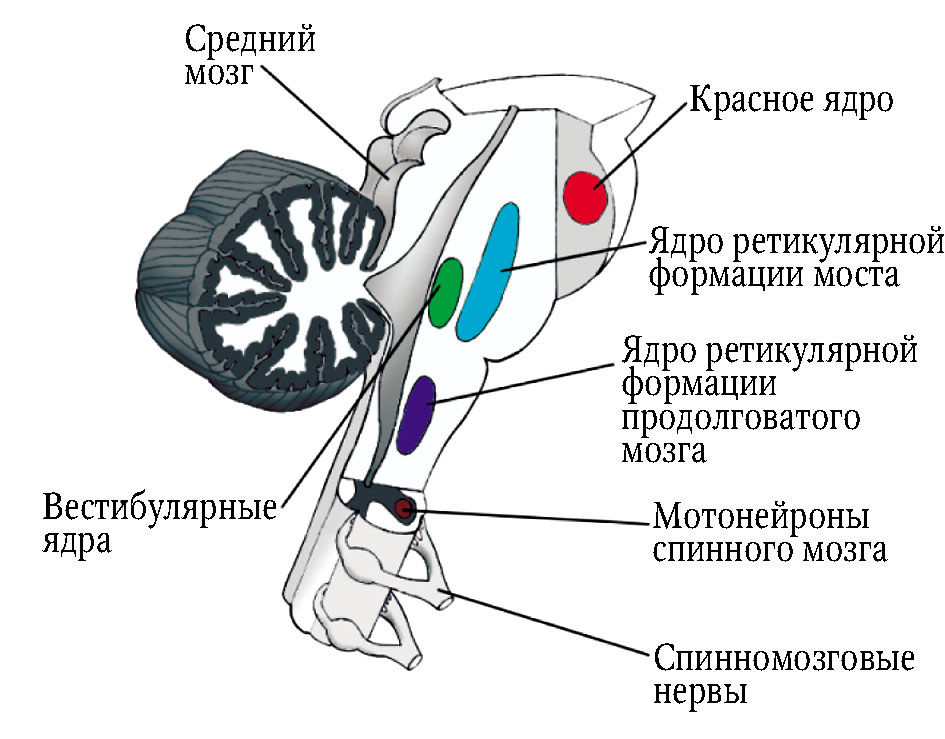 Средний
мозг
Красное ядро
Ядро ретикулярной
формации моста
Ядро ретикулярной
формации
продолговатого
мозга
Вестибулярные
ядра
Мотонейроны
спинного мозга
Спинномозговые
нервы